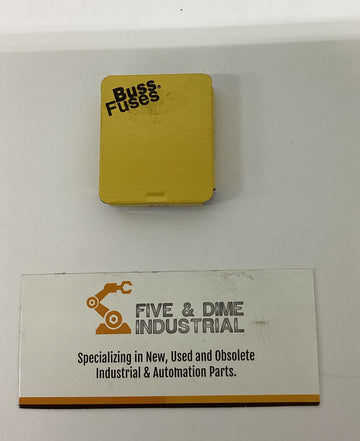 Buss®
Fuses
FIVE & DIME
INDUSTRIAL
Specializing in New, Used and Obsolete
Industrial & Automation Parts.